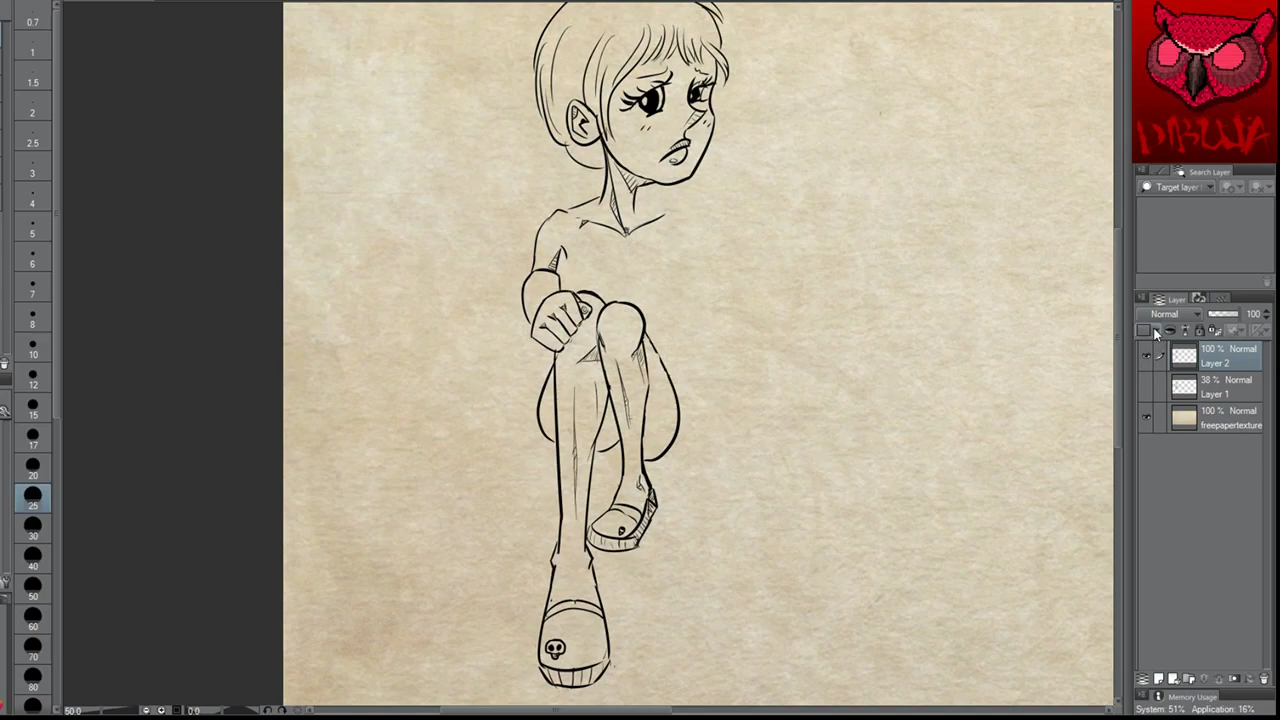 0.7
1
1.5
2
2.5
3
4
5
6
7
8
10
12
15
17
20
25
30
40
50
60
70
80
50.0
0.0
Search Layer
Target layer
Layer
Normal
100
100 % Normal
Layer 2
38 % Normal
Layer 1
100 % Normal
freepapertexture
Memory Usage
System: 51% Application: 16%